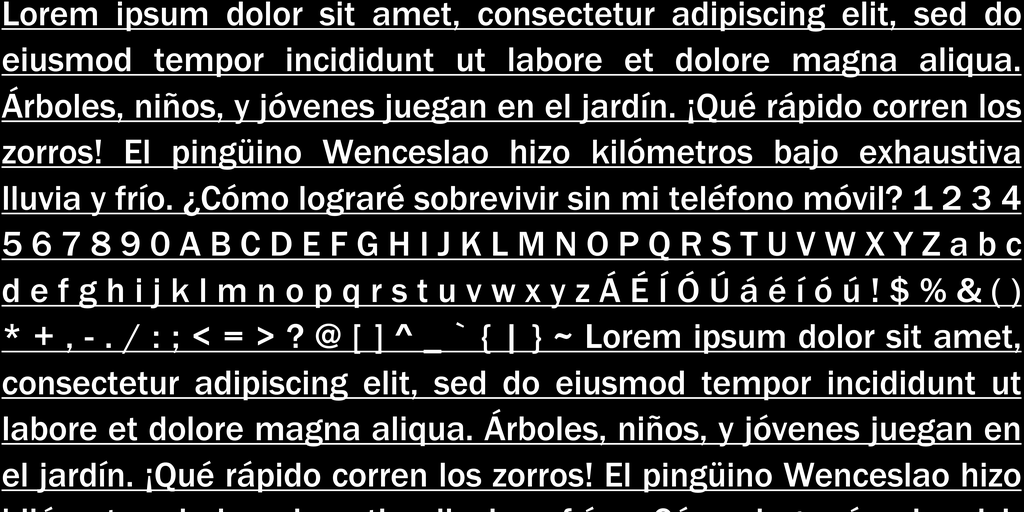 Lorem ipsum dolor sit amet, consectetur adipiscing elit, sed do
eiusmod tempor incididunt ut labore et dolore magna aliqua.
Árboles, niños, y jóvenes juegan en el jardín. ¡Qué rápido corren los
zorros! El pingüino Wenceslao hizo kilómetros bajo exhaustiva
lluvia y frío. ¿Cómo lograré sobrevivir sin mi teléfono móvil? 1 2 3 4
5 6 7 8 9 0 A B C D E F G H I J K L M N O P Q R S T U V W X Y Z a b c
d e f g h i j k l m n o p q r s t u v w x y z Á É Í Ó Ú á é í ó ú ! $ % & ( )
* + , - . / : ; < = > ? @ [ ] ^ _ ` { | } ~ Lorem ipsum dolor sit amet,
consectetur adipiscing elit, sed do eiusmod tempor incididunt ut
labore et dolore magna aliqua. Árboles, niños, y jóvenes juegan en
el jardín. ¡Qué rápido corren los zorros! El pingüino Wenceslao hizo